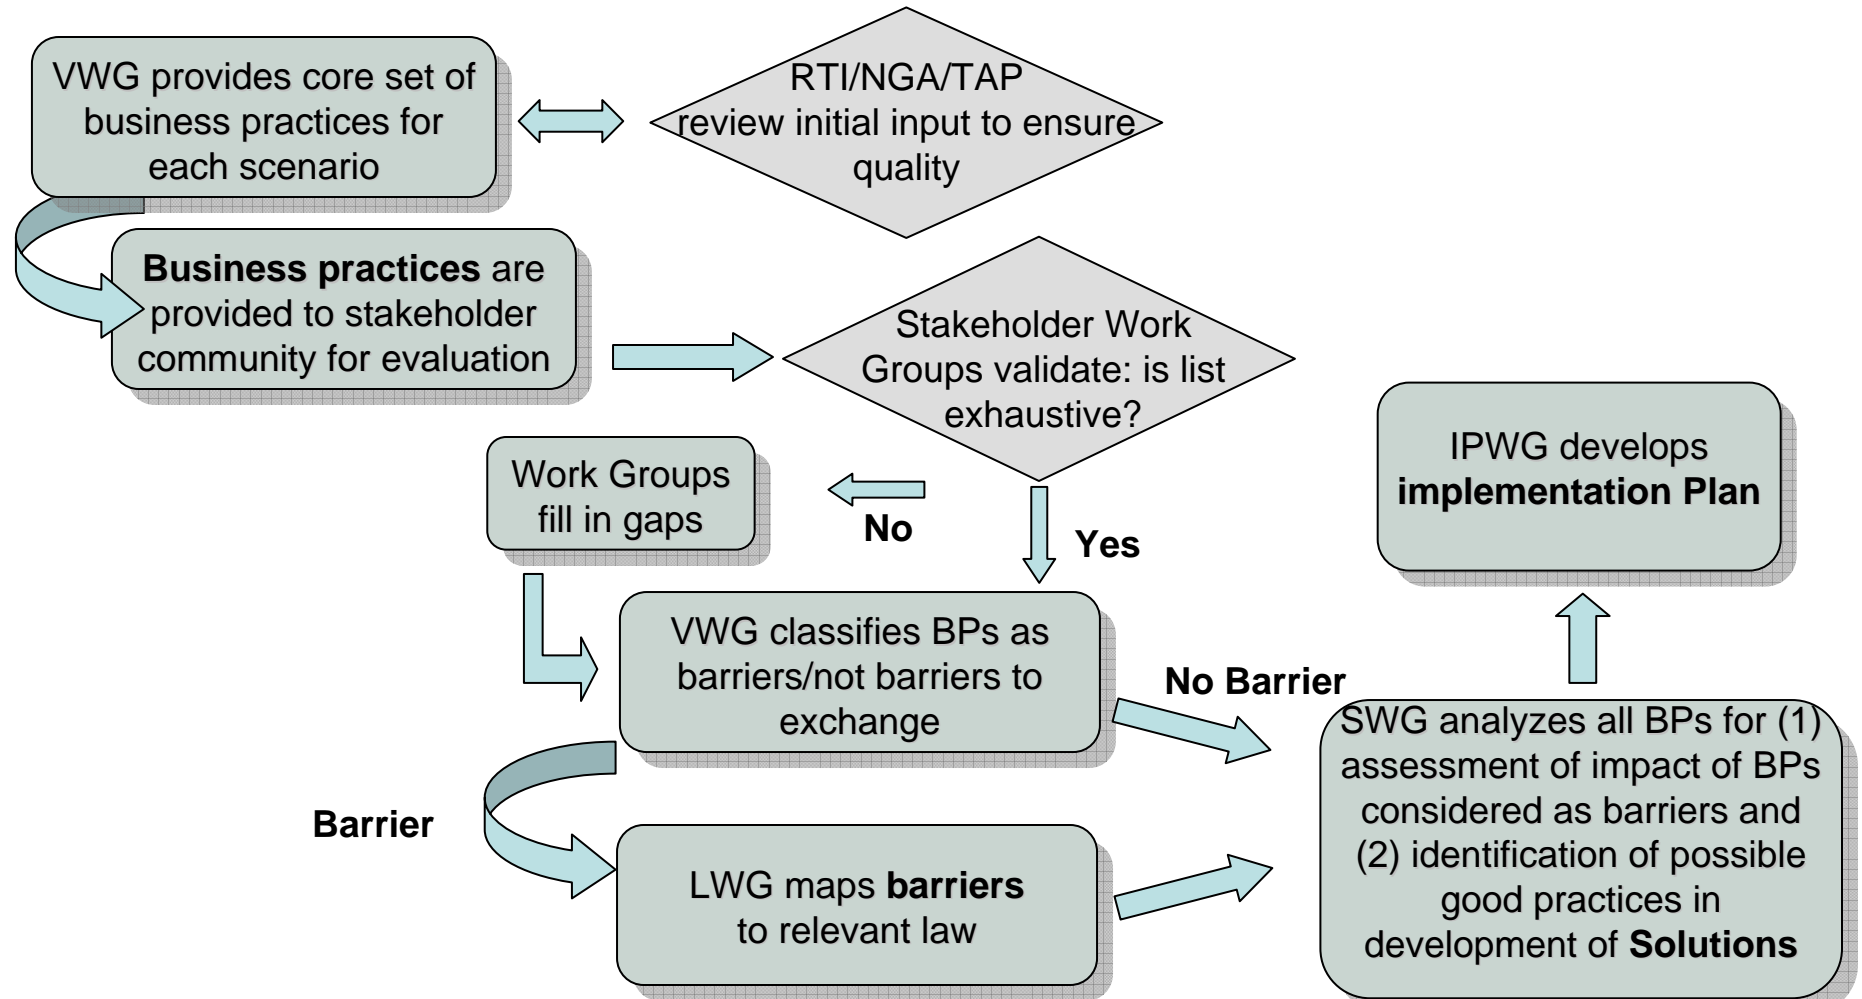 VWG provides core set of
business practices for
each scenario
RTI/NGA/TAP
review initial input to ensure
quality
Business practices are
provided to stakeholder
community for evaluation
Stakeholder Work
Groups validate: is list
exhaustive?
Work Groups
fill in gaps
No
Yes
IPWG develops
implementation Plan
VWG classifies BPs as
barriers/not barriers to
exchange
No Barrier
Barrier
LWG maps barriers
to relevant law
SWG analyzes all BPs for (1)
assessment of impact of BPs
considered as barriers and
(2) identification of possible
good practices in
development of Solutions